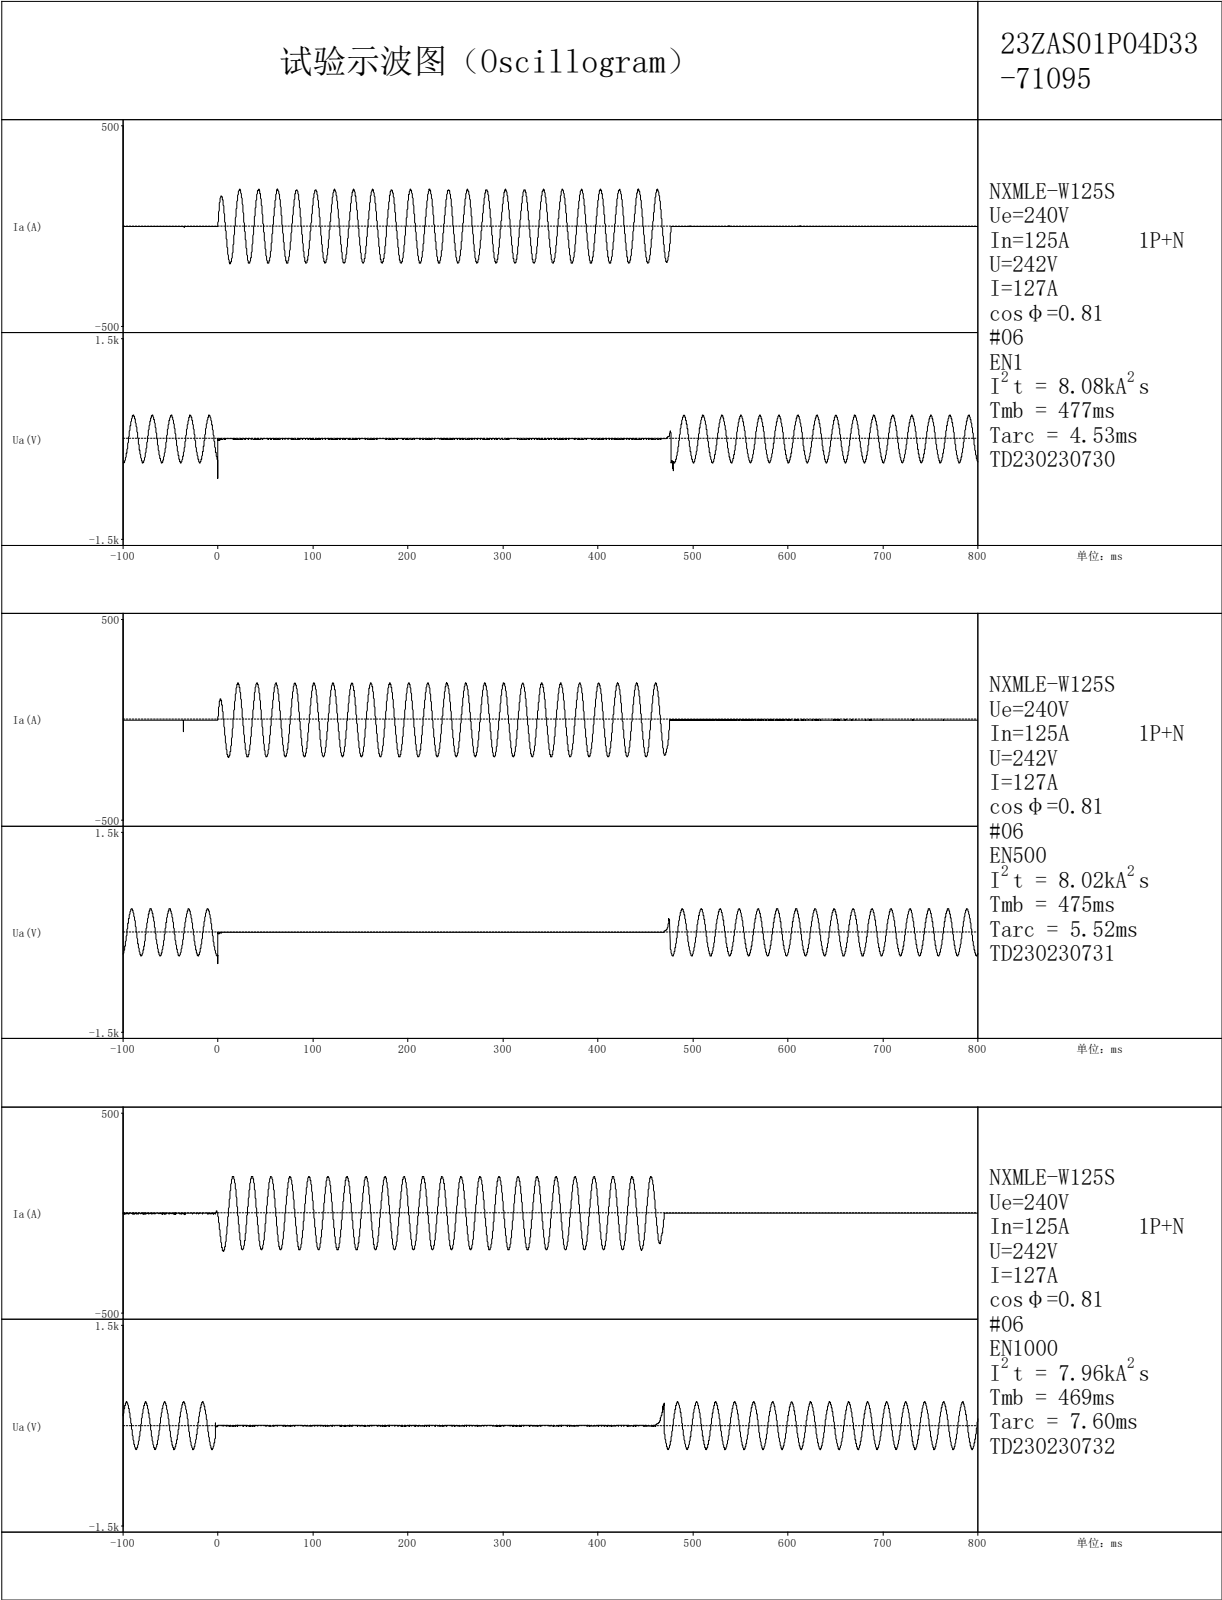 试验示波图（Oscillogram）
23ZAS01P04D33
-71095
500
Ia(A)
-500
1.5k
Ua(V)
-1.5k
-100 0 100 200 300 400 500 600 700 800 单位: ms
NXMLE-W125S
Ue=240V
In=125A 1P+N
U=242V
I=127A
cosφ=0.81
#06
EN1
I²t = 8.08kA²s
Tmb = 477ms
Tarc = 4.53ms
TD230230730
500
Ia(A)
-500
1.5k
Ua(V)
-1.5k
-100 0 100 200 300 400 500 600 700 800 单位: ms
NXMLE-W125S
Ue=240V
In=125A 1P+N
U=242V
I=127A
cosφ=0.81
#06
EN500
I²t = 8.02kA²s
Tmb = 475ms
Tarc = 5.52ms
TD230230731
500
Ia(A)
-500
1.5k
Ua(V)
-1.5k
-100 0 100 200 300 400 500 600 700 800 单位: ms
NXMLE-W125S
Ue=240V
In=125A 1P+N
U=242V
I=127A
cosφ=0.81
#06
EN1000
I²t = 7.96kA²s
Tmb = 469ms
Tarc = 7.60ms
TD230230732